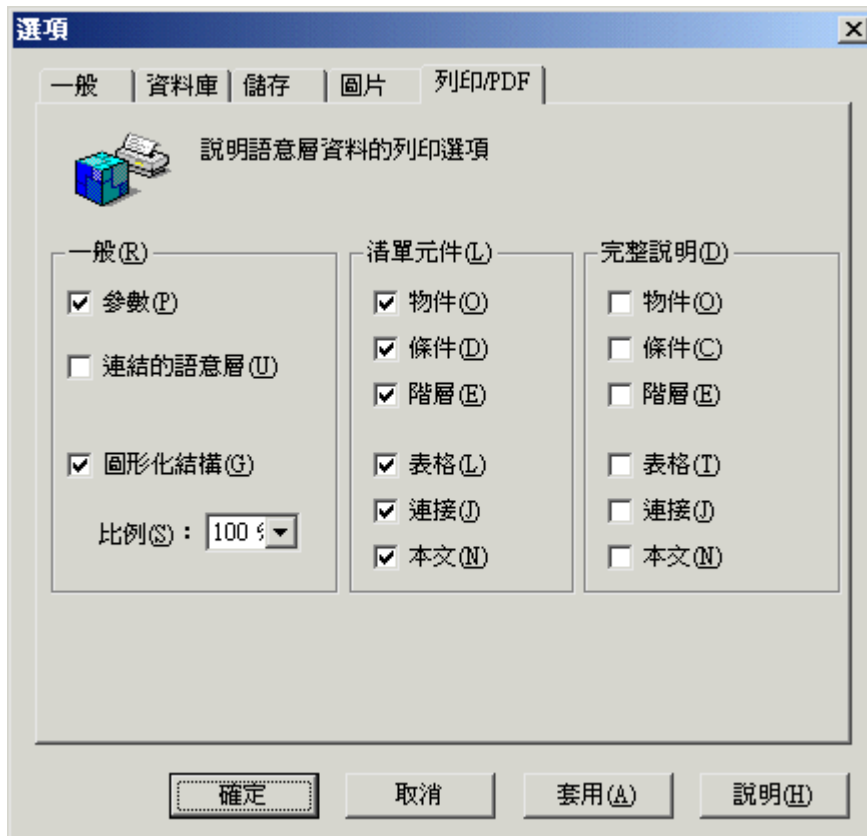 選項
一般 資料庫 儲存 圖片 列印/PDF
說明語意層資料的列印選項
一般(R)
參數(P)
連結的語意層(U)
圖形化結構(G)
比例(S)： 100 %
清單元件(L)
物件(O)
條件(D)
階層(E)
表格(L)
連接(J)
本文(N)
完整說明(D)
物件(O)
條件(C)
階層(E)
表格(T)
連接(J)
本文(N)
確定 取消 套用(A) 說明(H)